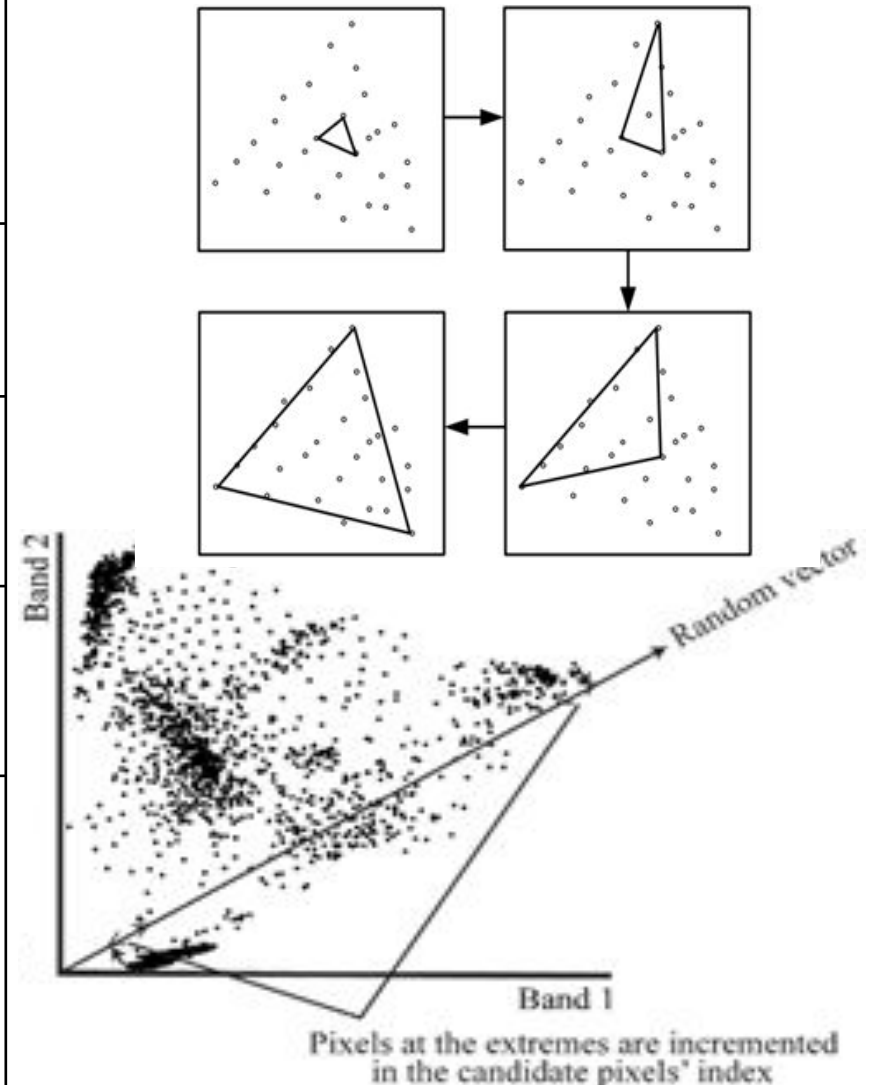 Band 2
Random vector
Band 1
Pixels at the extremes are incremented
in the candidate pixels' index